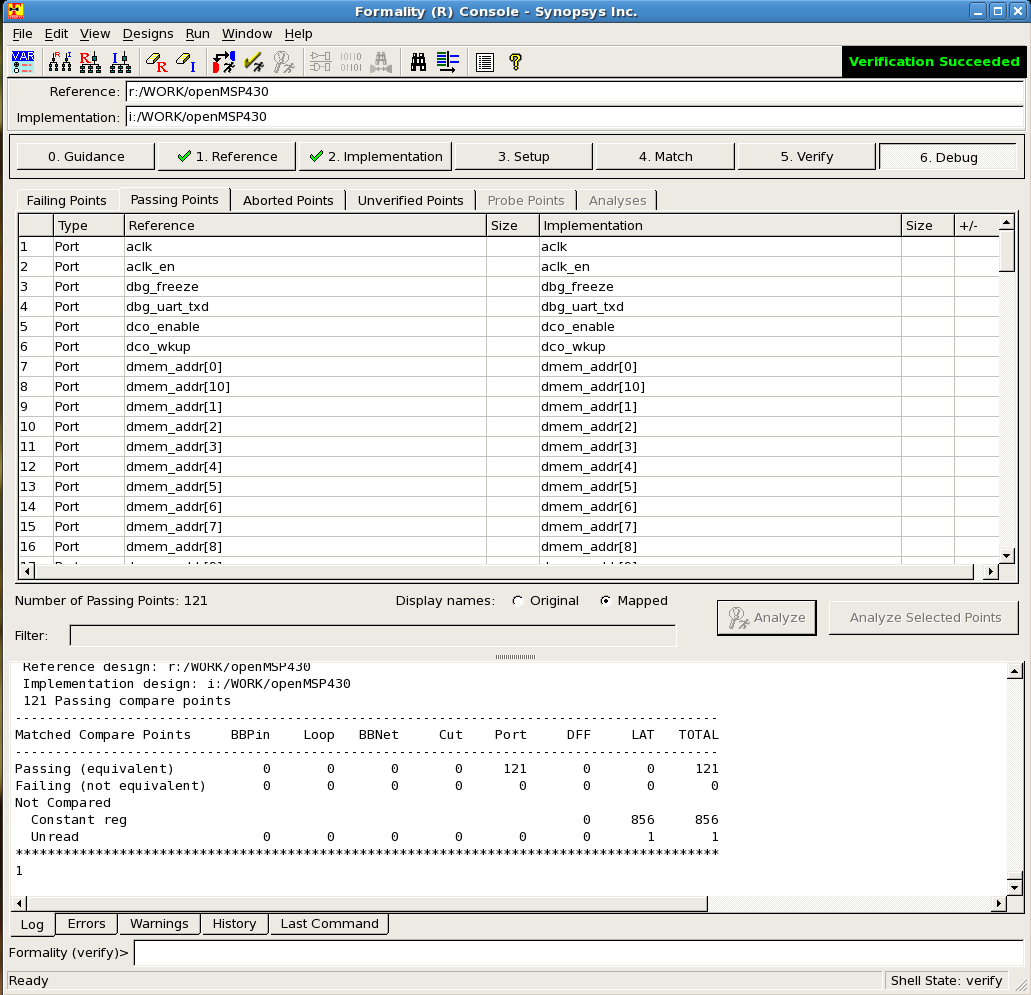 Formality (R) Console - Synopsys Inc.
File Edit View Designs Run Window Help
Verification Succeeded
Reference: r:/WORK/openMSP430
Implementation: i:/WORK/openMSP430
0. Guidance 1. Reference 2. Implementation 3. Setup 4. Match 5. Verify 6. Debug
Failing Points Passing Points Aborted Points Unverified Points Probe Points Analyses
Type Reference Size Implementation Size +/-
1 Port aclk aclk
2 Port aclk_en aclk_en
3 Port dbg_freeze dbg_freeze
4 Port dbg_uart_txd dbg_uart_txd
5 Port dco_enable dco_enable
6 Port dco_wkup dco_wkup
7 Port dmem_addr[0] dmem_addr[0]
8 Port dmem_addr[10] dmem_addr[10]
9 Port dmem_addr[1] dmem_addr[1]
10 Port dmem_addr[2] dmem_addr[2]
11 Port dmem_addr[3] dmem_addr[3]
12 Port dmem_addr[4] dmem_addr[4]
13 Port dmem_addr[5] dmem_addr[5]
14 Port dmem_addr[6] dmem_addr[6]
15 Port dmem_addr[7] dmem_addr[7]
16 Port dmem_addr[8] dmem_addr[8]
Number of Passing Points: 121 Display names: Original Mapped Analyze Analyze Selected Points
Filter:
Reference design: r:/WORK/openMSP430
Implementation design: i:/WORK/openMSP430
121 Passing compare points
----------------------------------------------------------------------------------------
Matched Compare Points BBPin Loop BBNet Cut Port DFF LAT TOTAL
----------------------------------------------------------------------------------------
Passing (equivalent) 0 0 0 0 121 0 0 121
Failing (not equivalent) 0 0 0 0 0 0 0 0
Not Compared
Constant reg 0 856 856
Unread 0 0 0 0 0 0 1 1
****************************************************************************************
1
Log Errors Warnings History Last Command
Formality (verify)>
Ready Shell State: verify